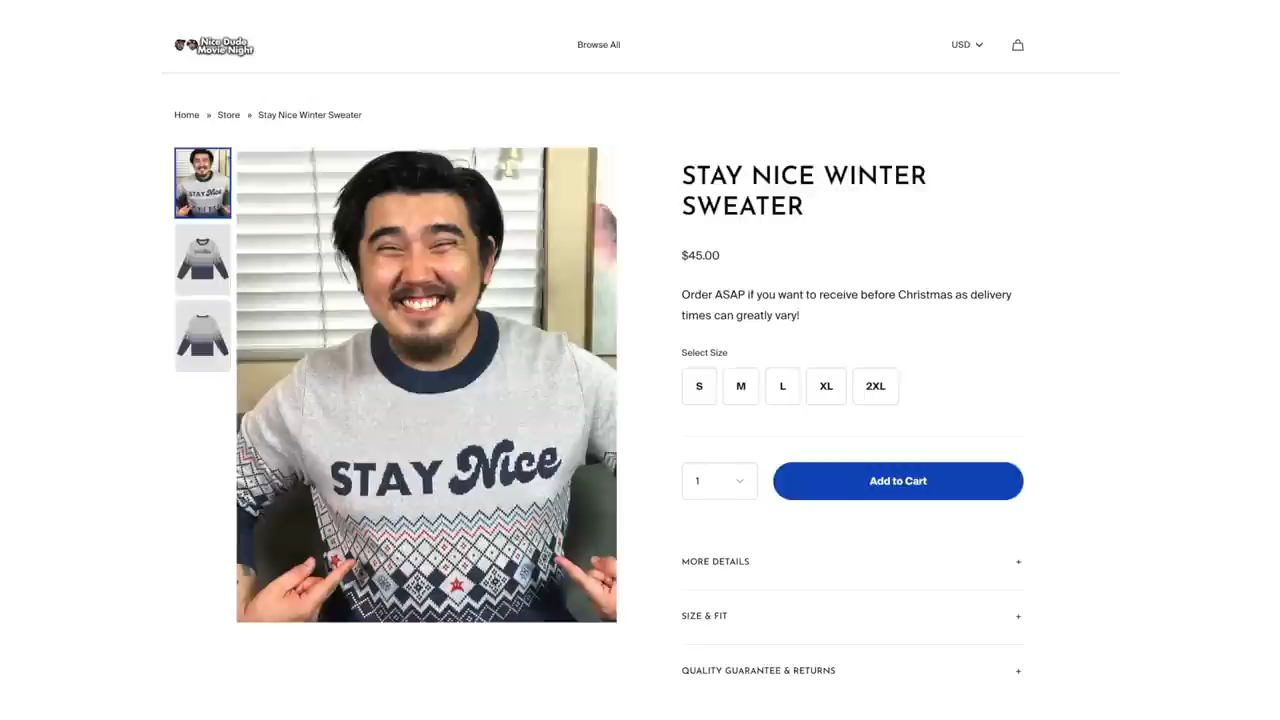 Nice Dude
Movie Night
Browse All
USD
Home » Store » Stay Nice Winter Sweater
STAY Nice
STAY NICE WINTER
SWEATER
$45.00
Order ASAP if you want to receive before Christmas as delivery
times can greatly vary!
Select Size
S M L XL 2XL
STAY Nice
1
Add to Cart
MORE DETAILS +
SIZE & FIT +
QUALITY GUARANTEE & RETURNS +